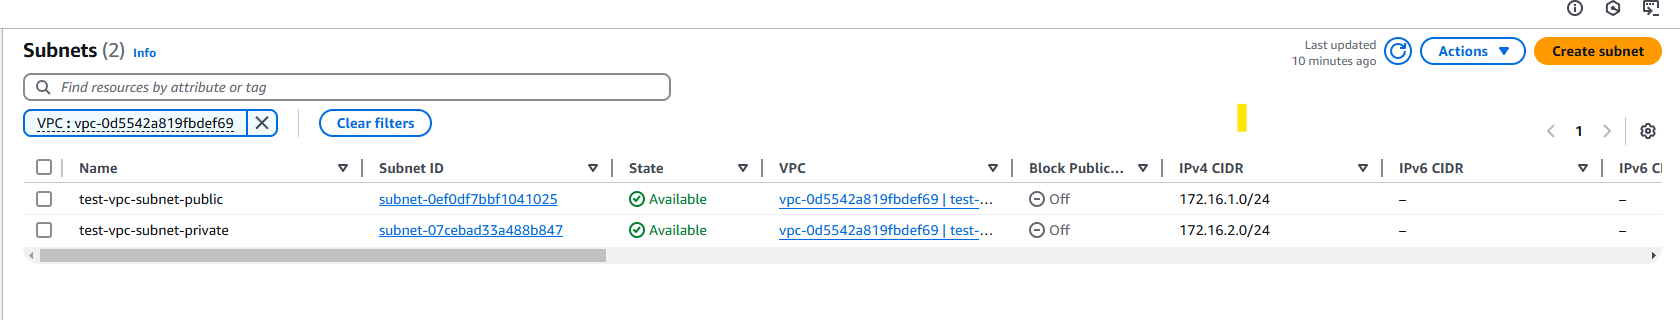 Subnets (2) Info
Last updated
10 minutes ago
Actions
Create subnet
Find resources by attribute or tag
VPC : vpc-0d5542a819fbdef69
Clear filters
1
Name Subnet ID State VPC Block Public... IPv4 CIDR IPv6 CIDR IPv6 CI
test-vpc-subnet-public subnet-0ef0df7bbf1041025 Available vpc-0d5542a819fbdef69 | test-... Off 172.16.1.0/24 – –
test-vpc-subnet-private subnet-07cebad33a488b847 Available vpc-0d5542a819fbdef69 | test-... Off 172.16.2.0/24 – –